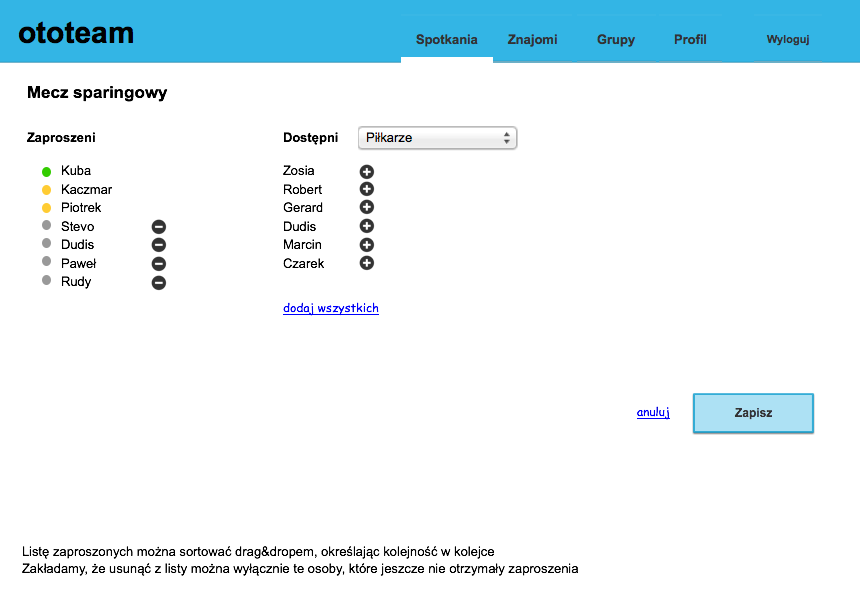 ototeam
Spotkania Znajomi Grupy Profil Wyloguj
Mecz sparingowy
Zaproszeni
Kuba
Kaczmar
Piotrek
Stevo
Dudis
Paweł
Rudy
Dostępni Piłkarze
Zosia
Robert
Gerard
Dudis
Marcin
Czarek
dodaj wszystkich
anuluj Zapisz
Listę zaproszonych można sortować drag&dropem, określając kolejność w kolejce
Zakładamy, że usunąć z listy można wyłącznie te osoby, które jeszcze nie otrzymały zaproszenia